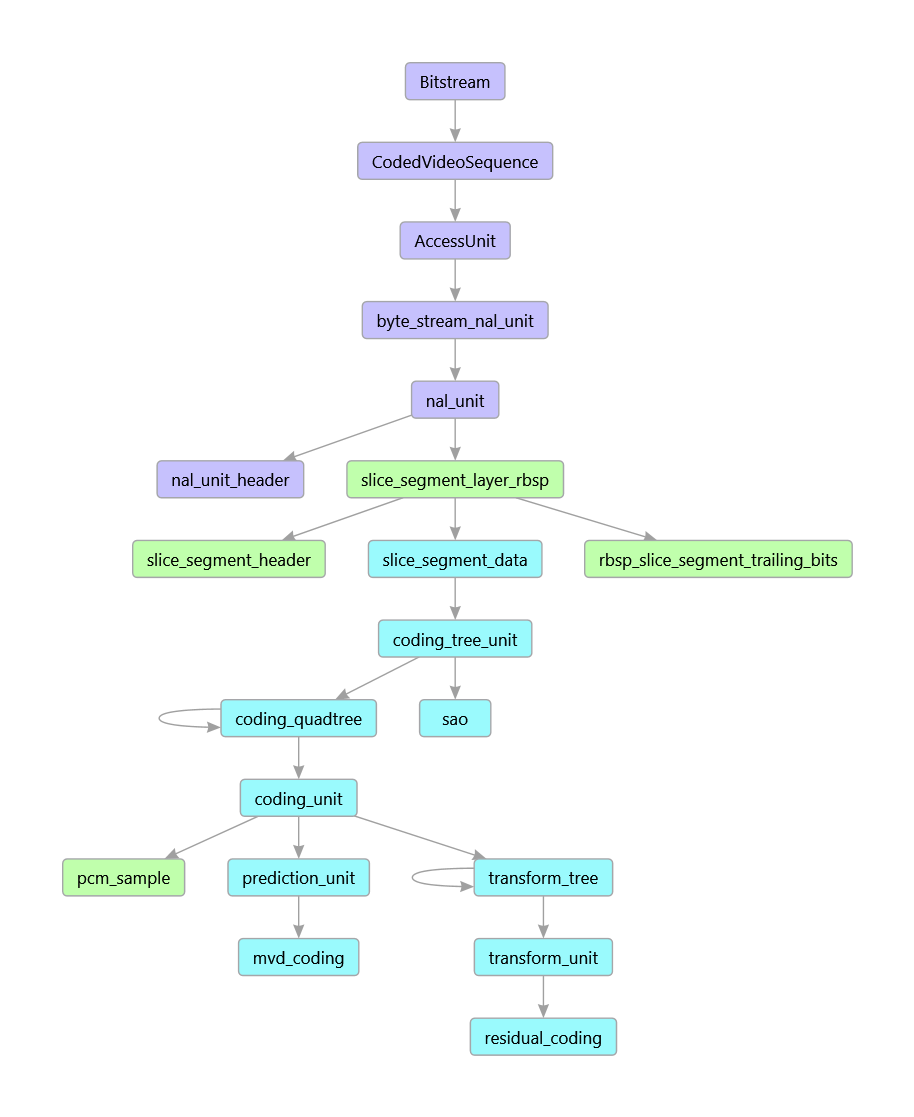 Bitstream
CodedVideoSequence
AccessUnit
byte_stream_nal_unit
nal_unit
nal_unit_header
slice_segment_layer_rbsp
slice_segment_header
slice_segment_data
rbsp_slice_segment_trailing_bits
coding_tree_unit
coding_quadtree
sao
coding_unit
pcm_sample
prediction_unit
transform_tree
mvd_coding
transform_unit
residual_coding